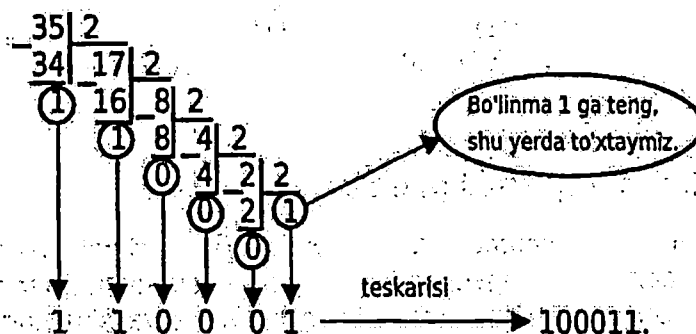 35 2
34 17 2
1 16 8 2
1 8 4 2
0 4 2 2
0 2 1
0
Bo'linma 1 ga teng,
shu yerda to'xtaymiz.
teskarisi
1 1 0 0 0 1 100011.